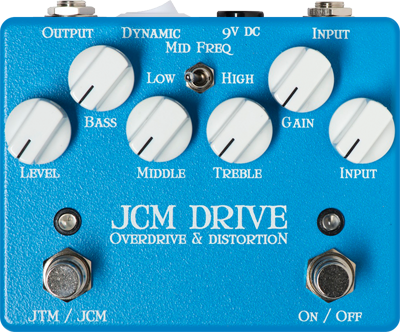 Output Dynamic 9V DC Input
Mid Freq
Low High
Bass Gain
Level Middle Treble Input
JCM DRIVE
Overdrive & Distortion
JTM / JCM On / Off